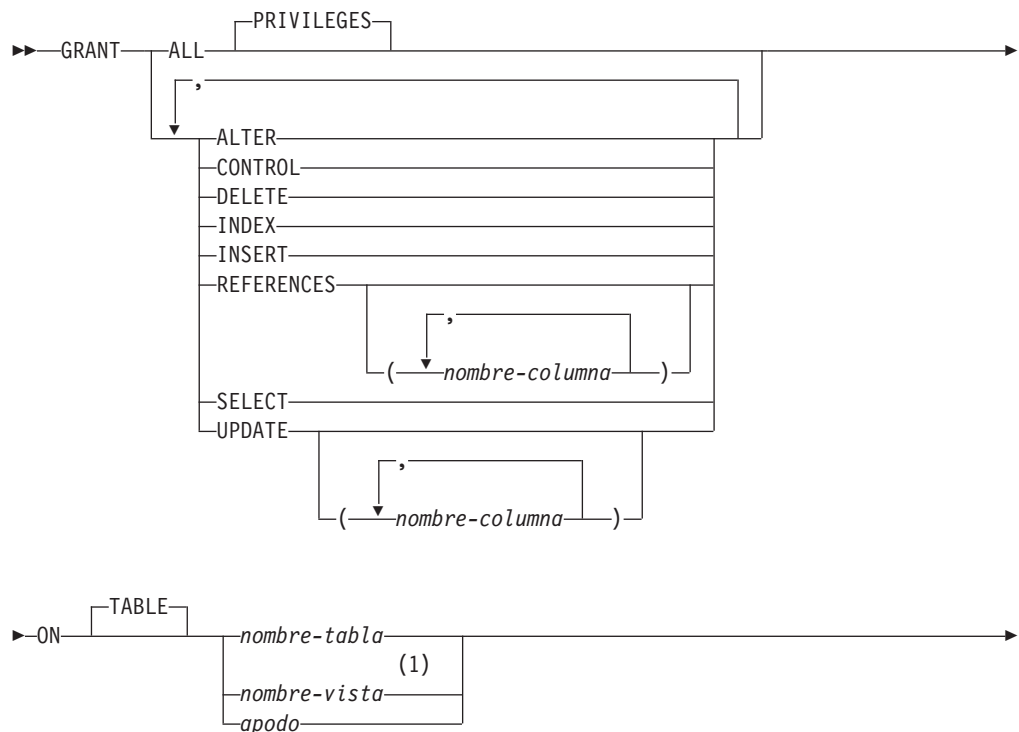 PRIVILEGES
GRANT ALL
,
ALTER
CONTROL
DELETE
INDEX
INSERT
REFERENCES
,
( nombre-columna )
SELECT
UPDATE
,
( nombre-columna )
TABLE
ON nombre-tabla
(1)
nombre-vista
apodo